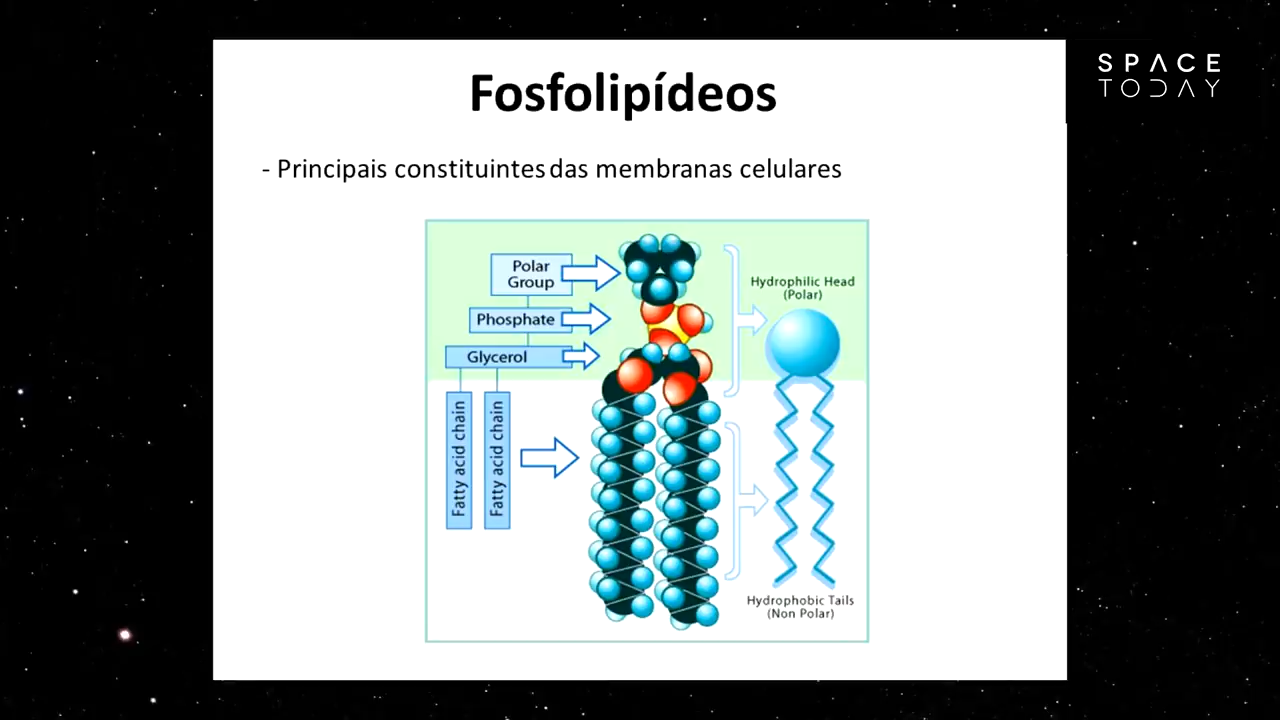 SPACE
TODAY
Fosfolipídeos
- Principais constituintes das membranas celulares
Polar
Group
Phosphate
Glycerol
Fatty acid chain
Fatty acid chain
Hydrophilic Head
(Polar)
Hydrophobic Tails
(Non Polar)